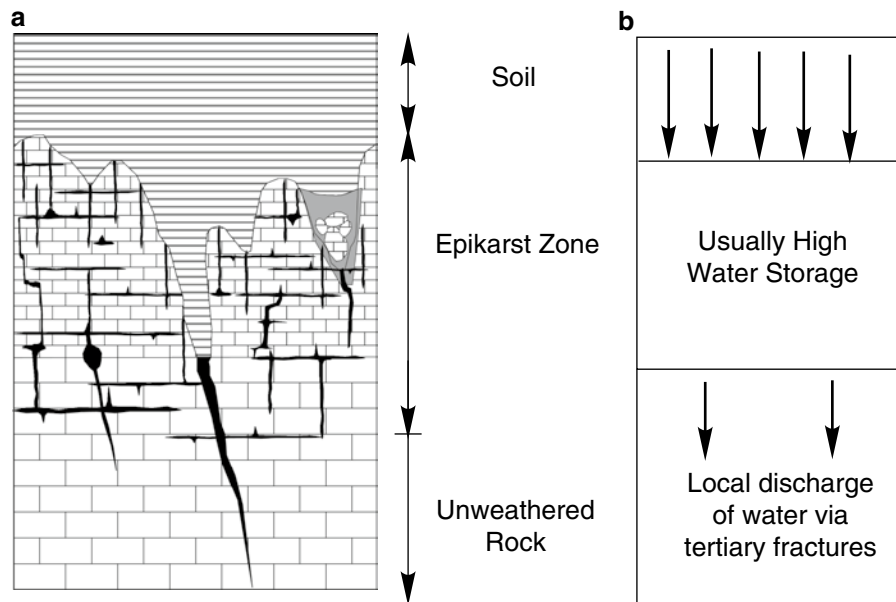 a
Soil
Epikarst Zone
Unweathered
Rock
b
Usually High
Water Storage
Local discharge
of water via
tertiary fractures